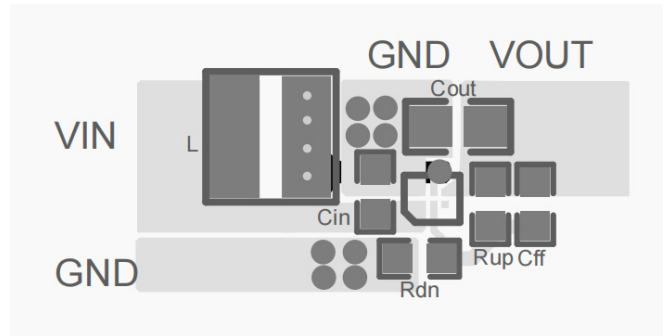 GND VOUT
Cout
VIN
L
Cin
Rup Cff
GND
Rdn